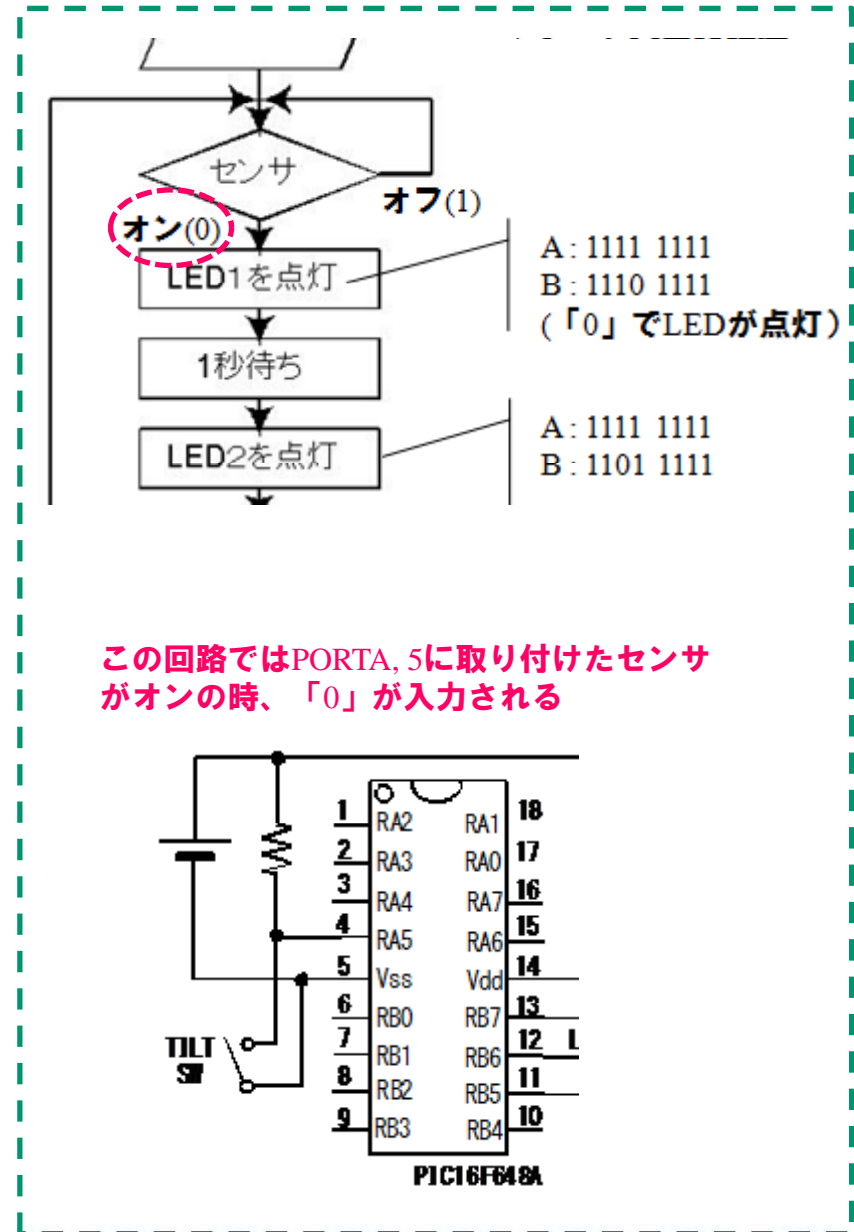 センサ
オフ(1)
オン(0)
LED1を点灯
A : 1111 1111
B : 1110 1111
(「0」でLEDが点灯)
1秒待ち
LED2を点灯
A : 1111 1111
B : 1101 1111
この回路ではPORTA, 5に取り付けたセンサ
がオンの時、「0」が入力される
1 RA2 RA1 18
2 RA3 RA0 17
3 RA4 RA7 16
4 RA5 RA6 15
5 Vss Vdd 14
6 RB0 RB7 13
7 RB1 RB6 12 L
8 RB2 RB5 11
9 RB3 RB4 10
TILT
SW
PIC16F648A